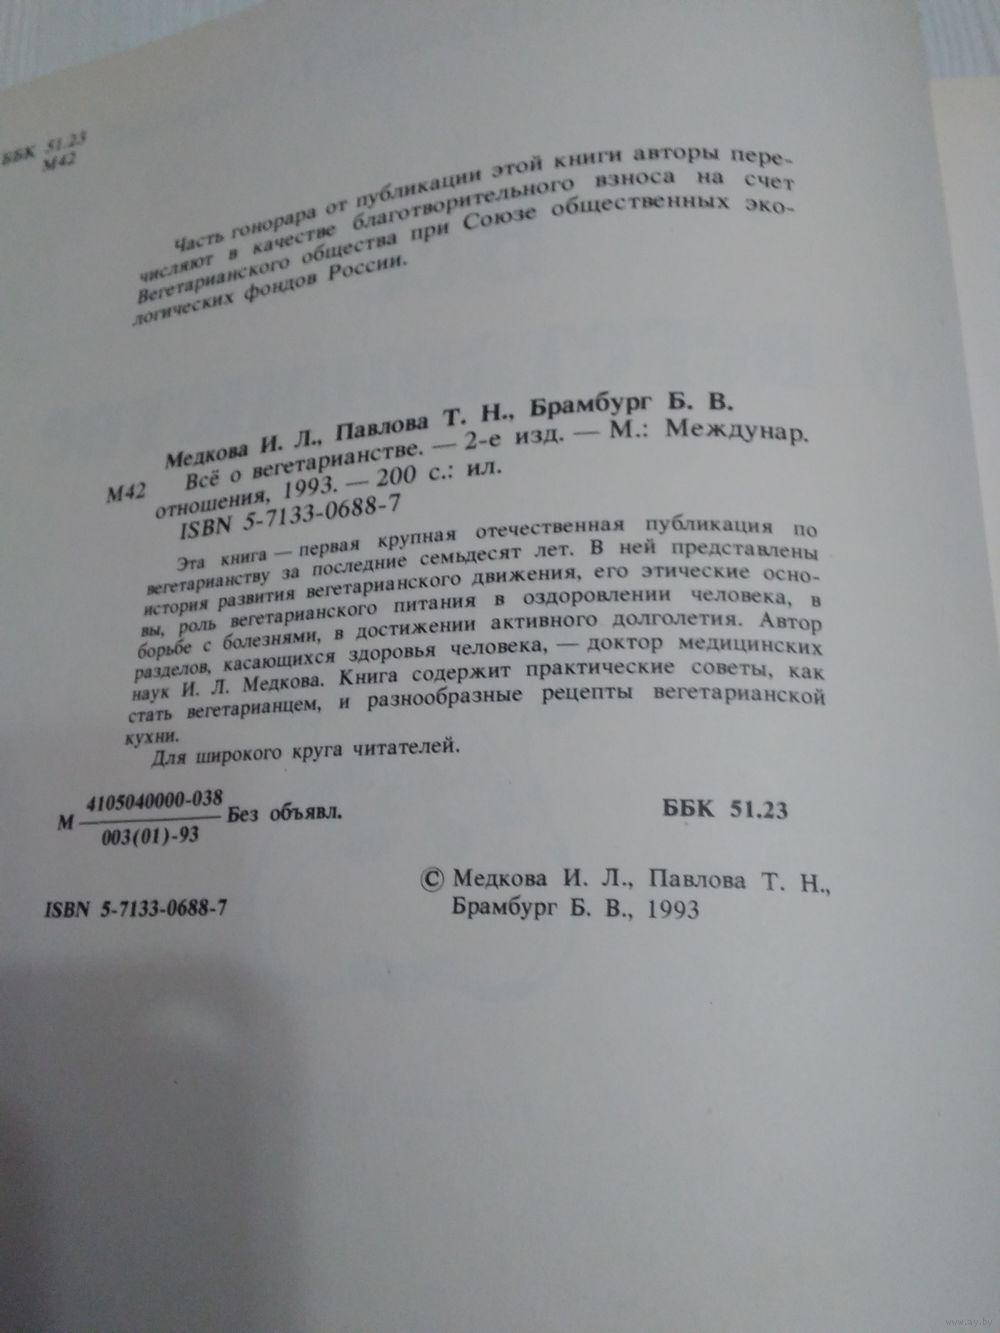 ББК 51.23
М42
Часть гонорара от публикации этой книги авторы пере-
числяют в качестве благотворительного взноса на счет
Вегетарианского общества при Союзе общественных эко-
логических фондов России.
Медкова И. Л., Павлова Т. Н., Брамбург Б. В.
М42 Всё о вегетарианстве. — 2-е изд. — М.: Междунар.
отношения, 1993. — 200 с.: ил.
ISBN 5-7133-0688-7
Эта книга — первая крупная отечественная публикация по
вегетарианству за последние семьдесят лет. В ней представлены
история развития вегетарианского движения, его этические осно-
вы, роль вегетарианского питания в оздоровлении человека, в
борьбе с болезнями, в достижении активного долголетия. Автор
разделов, касающихся здоровья человека, — доктор медицинских
наук И. Л. Медкова. Книга содержит практические советы, как
стать вегетарианцем, и разнообразные рецепты вегетарианской
кухни.
Для широкого круга читателей.
4105040000-038
М Без объявл.
003(01)-93
ББК 51.23
ISBN 5-7133-0688-7
© Медкова И. Л., Павлова Т. Н.,
Брамбург Б. В., 1993
www.ay.by